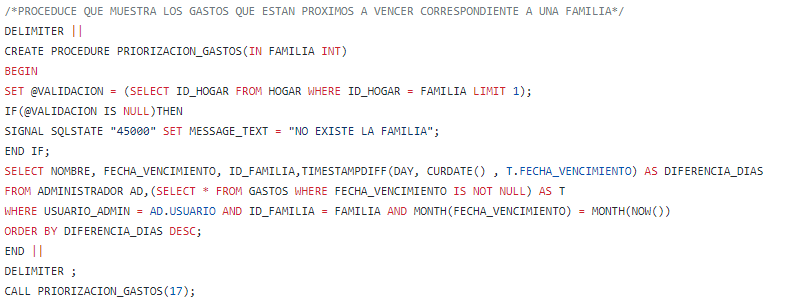 /*PROCEDUCE QUE MUESTRA LOS GASTOS QUE ESTAN PROXIMOS A VENCER CORRESPONDIENTE A UNA FAMILIA*/
DELIMITER ||
CREATE PROCEDURE PRIORIZACION_GASTOS(IN FAMILIA INT)
BEGIN
SET @VALIDACION = (SELECT ID_HOGAR FROM HOGAR WHERE ID_HOGAR = FAMILIA LIMIT 1);
IF(@VALIDACION IS NULL)THEN
SIGNAL SQLSTATE "45000" SET MESSAGE_TEXT = "NO EXISTE LA FAMILIA";
END IF;
SELECT NOMBRE, FECHA_VENCIMIENTO, ID_FAMILIA,TIMESTAMPDIFF(DAY, CURDATE() , T.FECHA_VENCIMIENTO) AS DIFERENCIA_DIAS
FROM ADMINISTRADOR AD,(SELECT * FROM GASTOS WHERE FECHA_VENCIMIENTO IS NOT NULL) AS T
WHERE USUARIO_ADMIN = AD.USUARIO AND ID_FAMILIA = FAMILIA AND MONTH(FECHA_VENCIMIENTO) = MONTH(NOW())
ORDER BY DIFERENCIA_DIAS DESC;
END ||
DELIMITER ;
CALL PRIORIZACION_GASTOS(17);